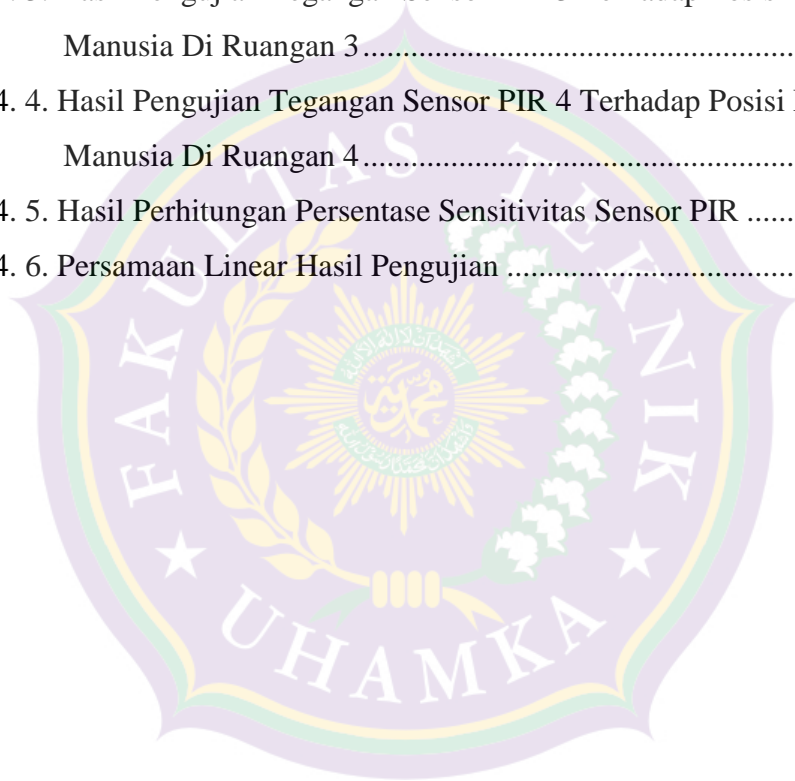 Manusia Di Ruangan 3
4. 4. Hasil Pengujian Tegangan Sensor PIR 4 Terhadap Posisi
Manusia Di Ruangan 4
4. 5. Hasil Perhitungan Persentase Sensitivitas Sensor PIR
4. 6. Persamaan Linear Hasil Pengujian
FAKULTAS TEKNIK
UHAMKA